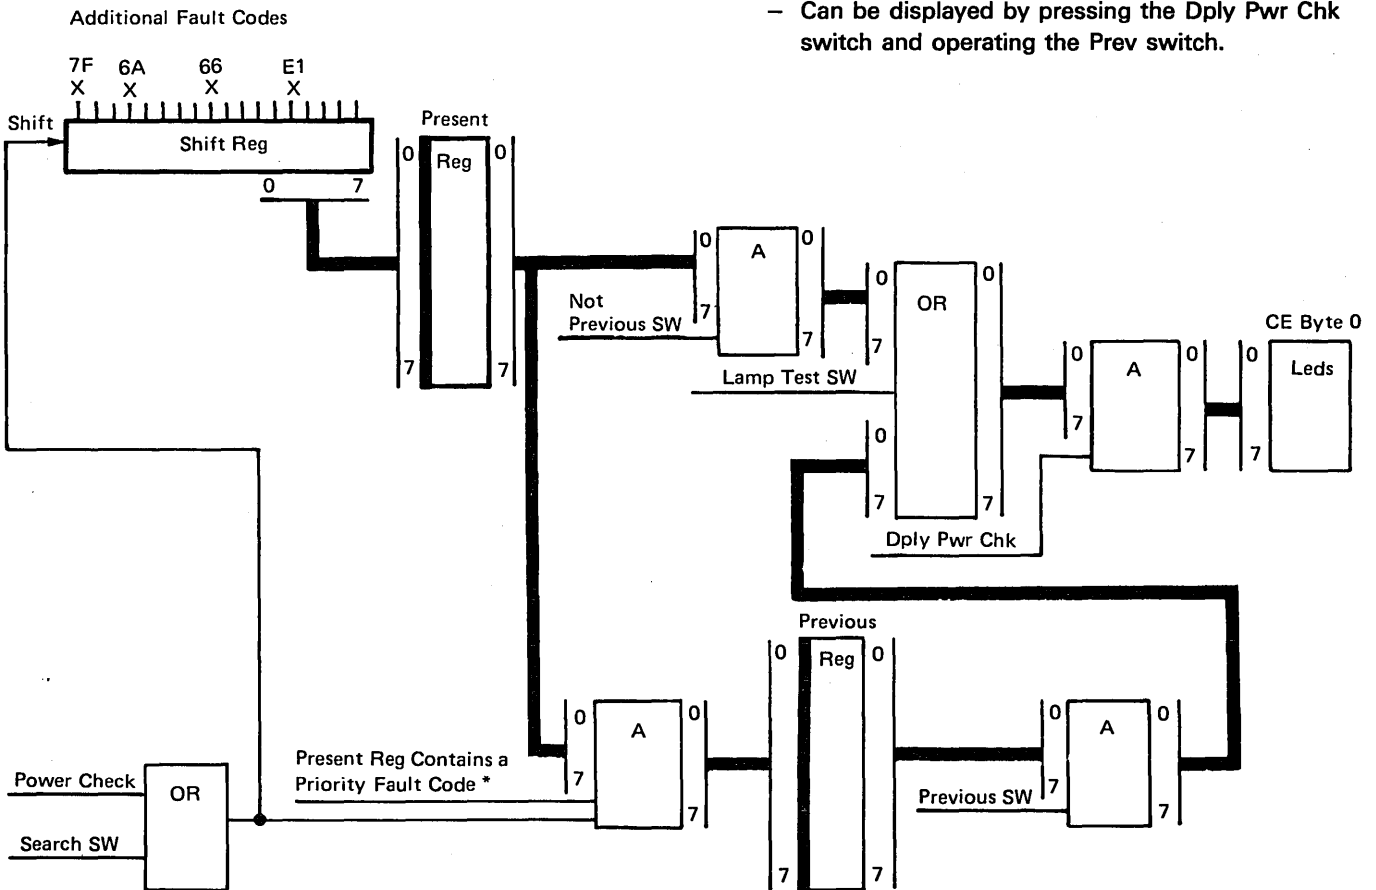 Additional Fault Codes
– Can be displayed by pressing the Dply Pwr Chk
switch and operating the Prev switch.
7F 6A 66 E1
X X X X
Shift
Shift Reg
0 7
Present
0 Reg 0
7 7
0 A 0
7 7
Not
Previous SW
0 OR 0
7
Lamp Test SW
0
7 7
Dply Pwr Chk
0 A 0
7 7
CE Byte 0
0 Leds
7
Previous
0 Reg 0
7 7
0 A 0
7 7
Present Reg Contains a
Priority Fault Code *
0 A 0
7 7
Previous SW
Power Check
OR
Search SW